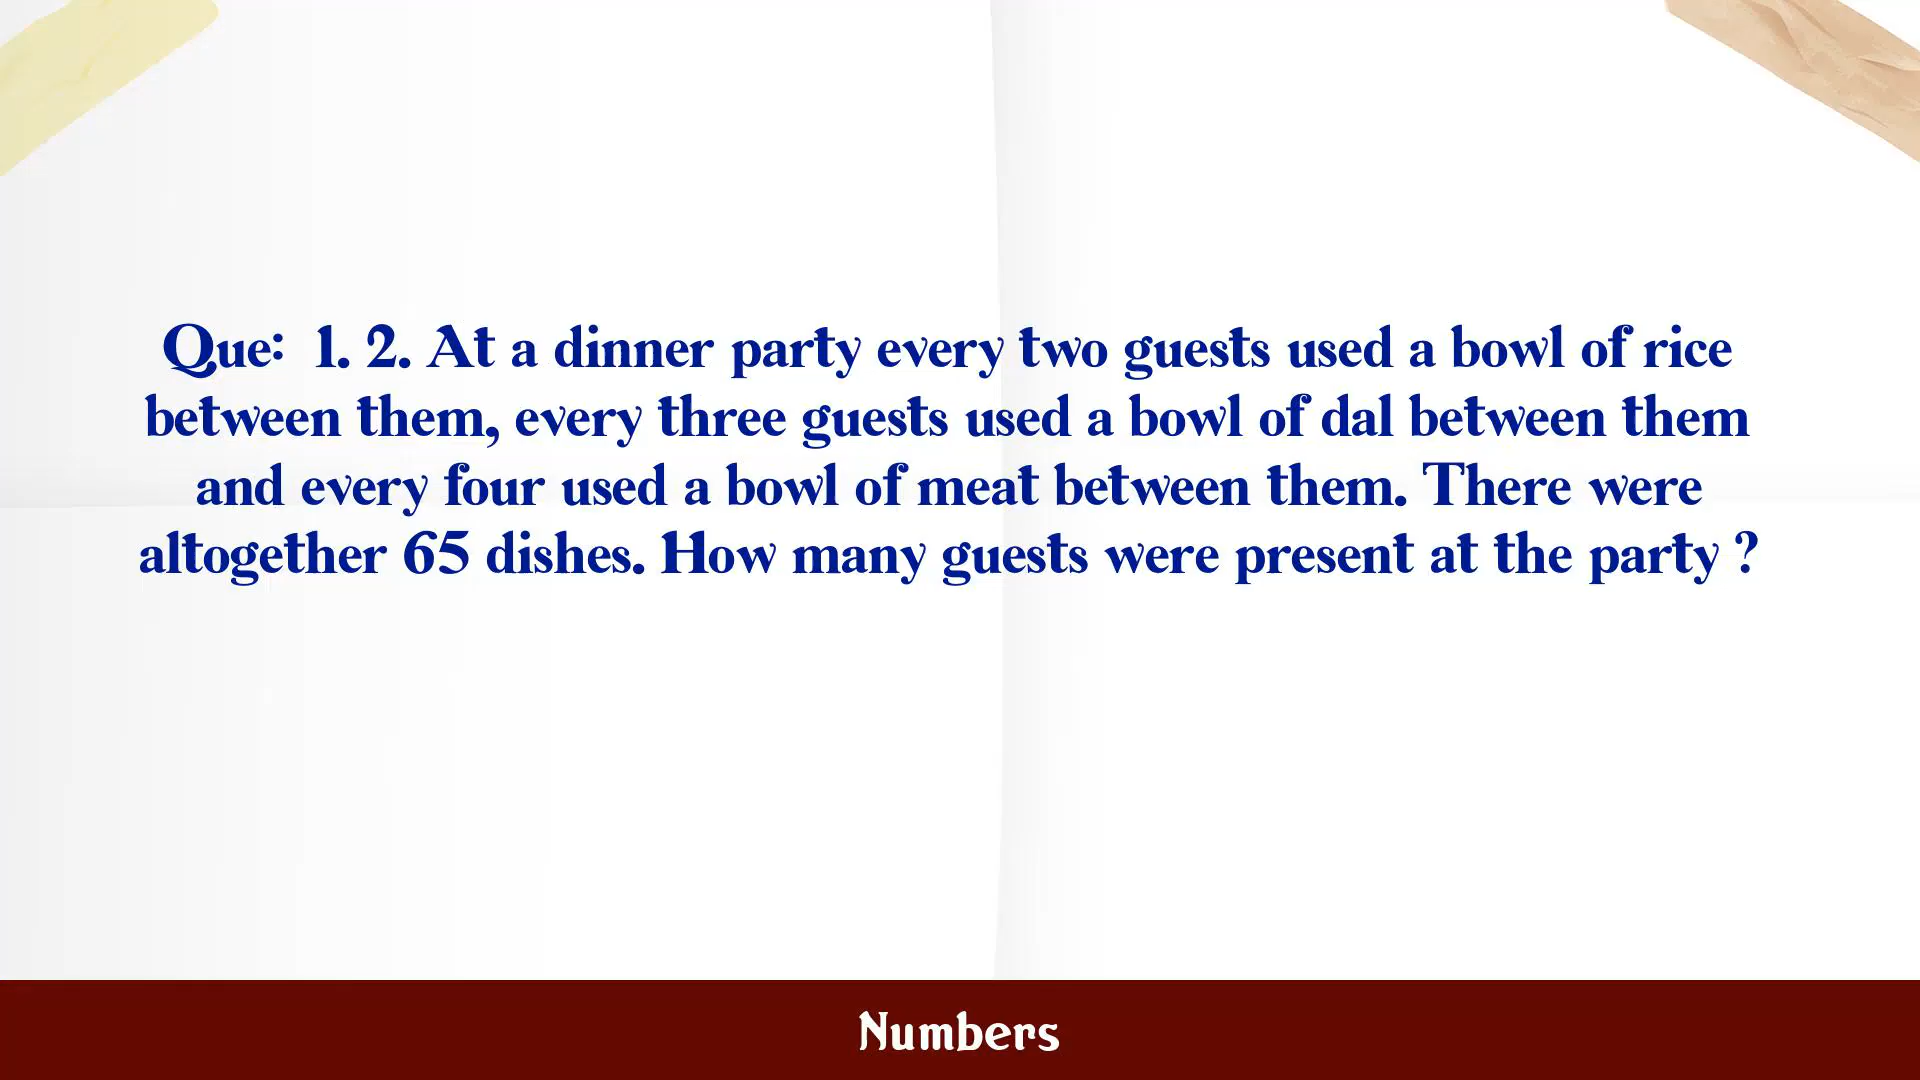 Que: 1. 2. At a dinner party every two guests used a bowl of rice
between them, every three guests used a bowl of dal between them
and every four used a bowl of meat between them. There were
altogether 65 dishes. How many guests were present at the party ?
Numbers